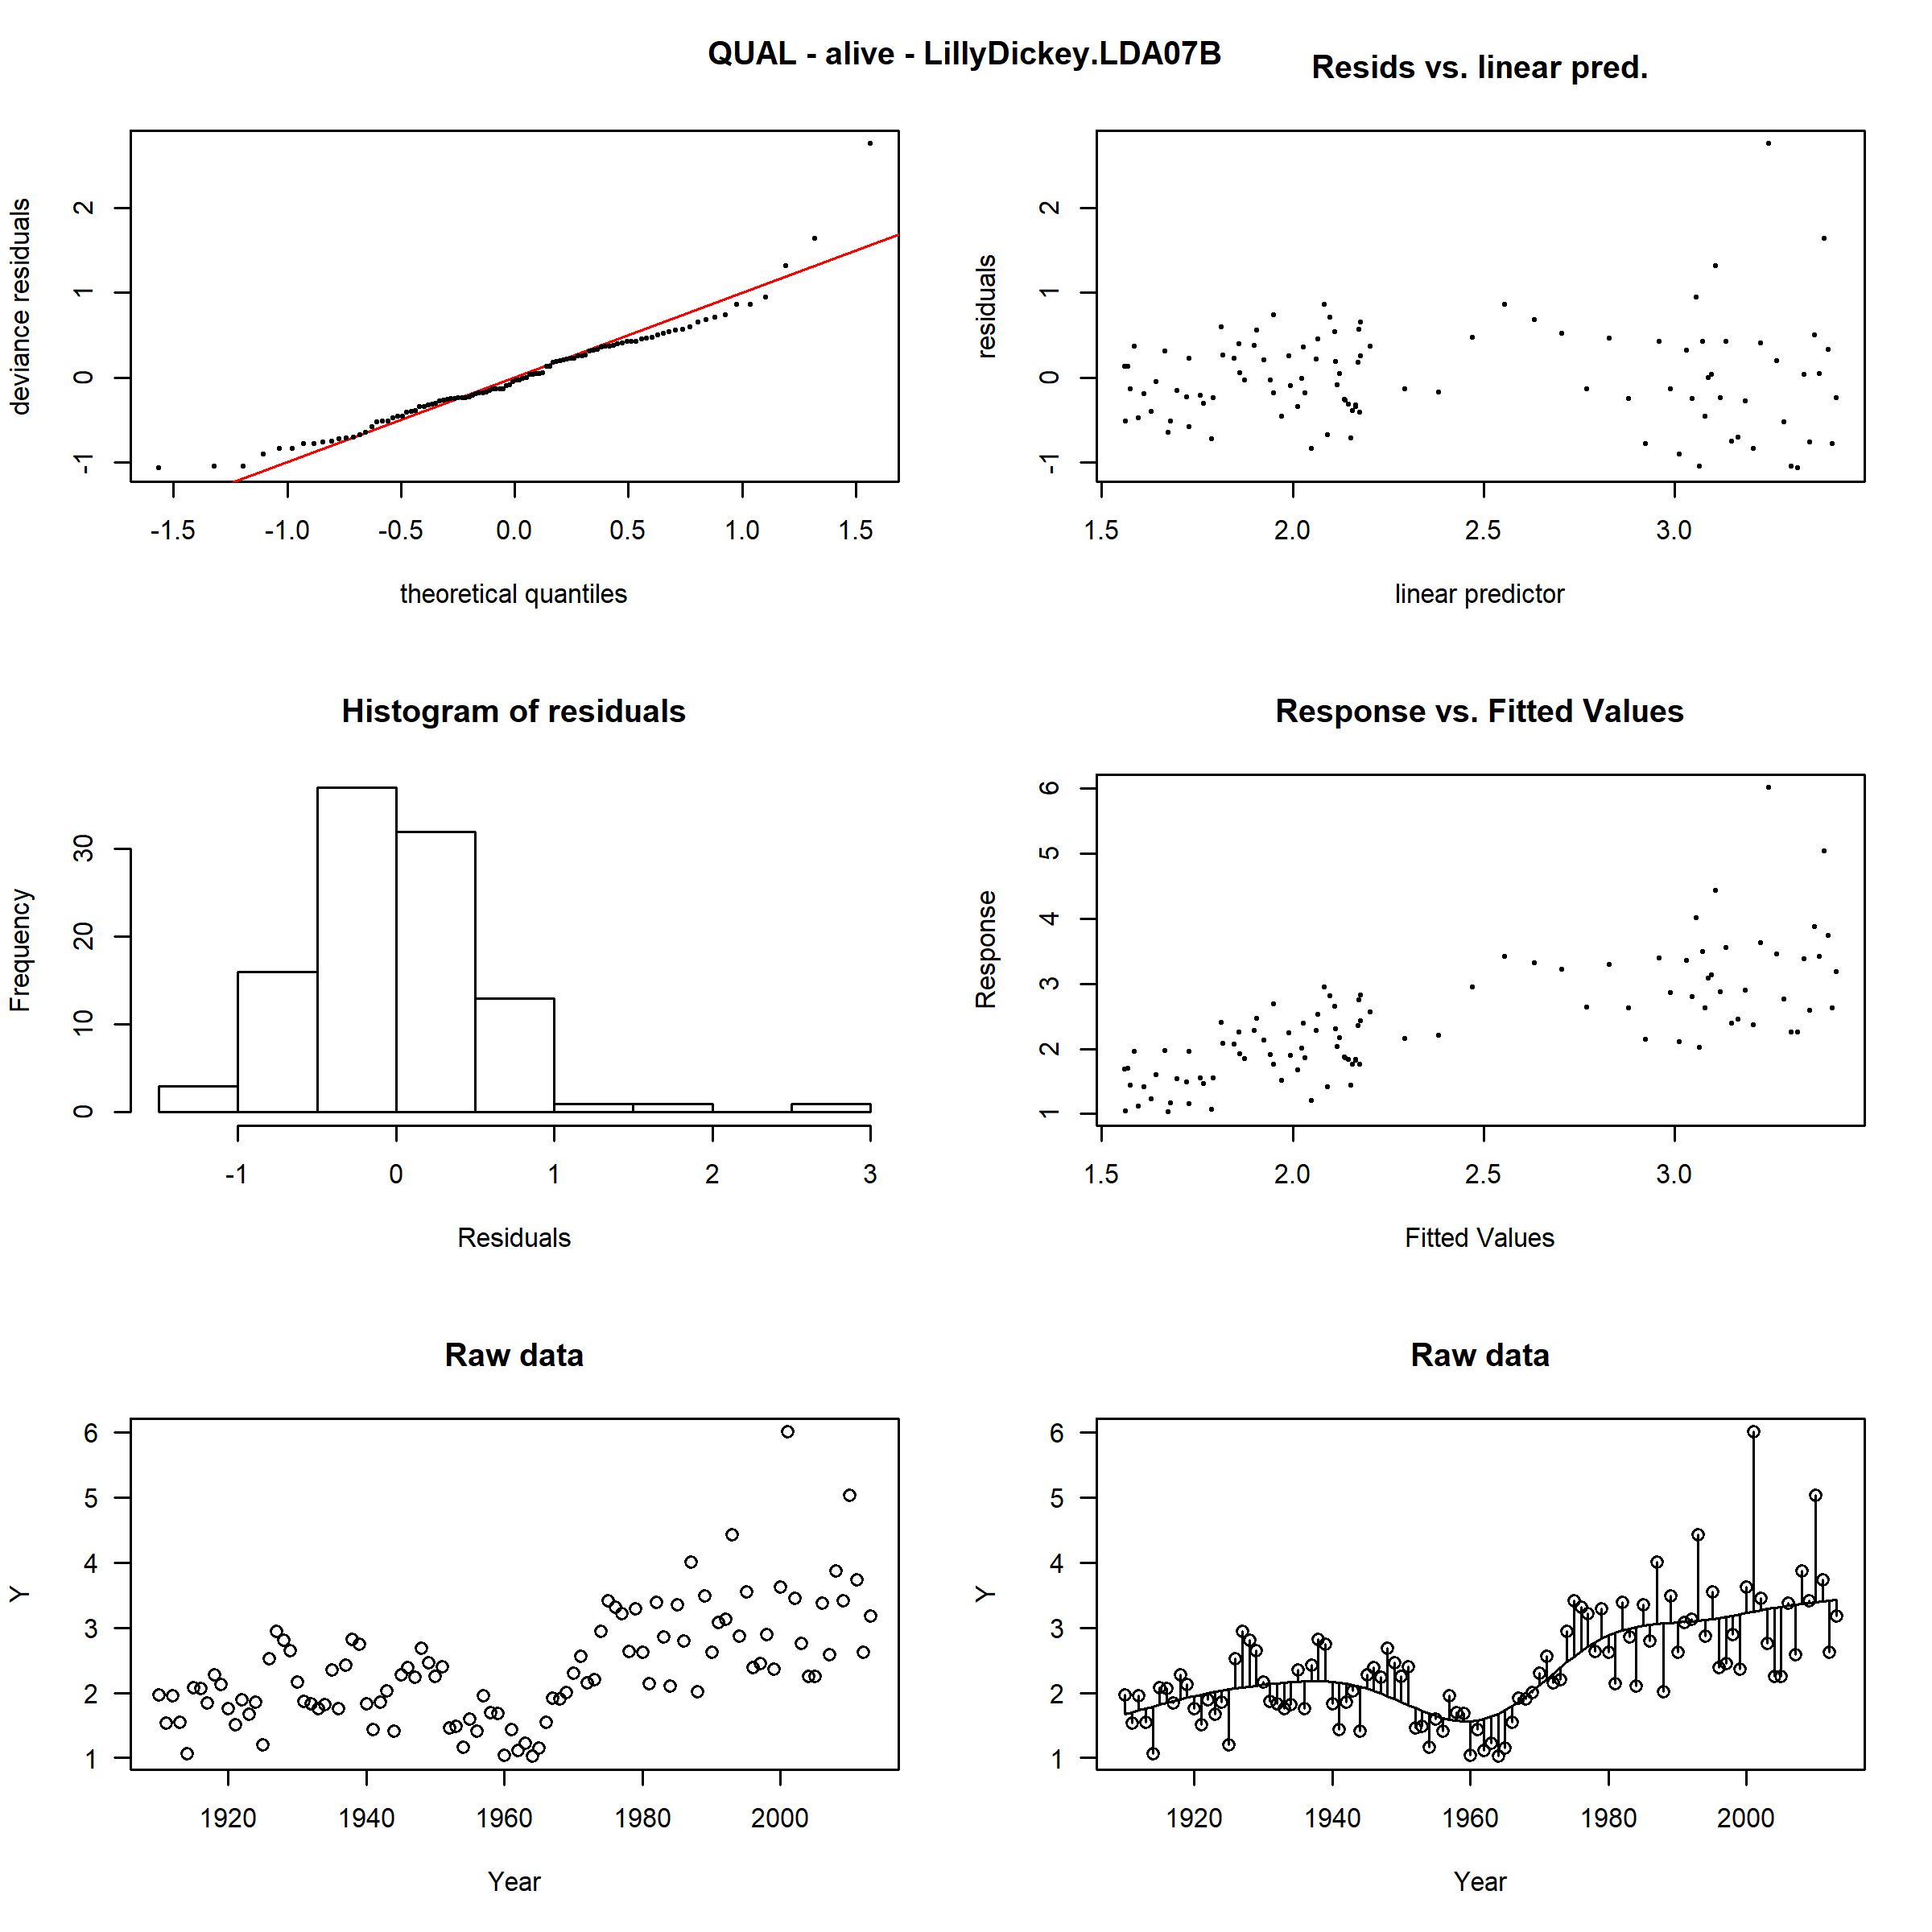 QUAL - alive - LillyDickey.LDA07B
Resids vs. linear pred.
deviance residuals
-1 0 1 2
-1.5 -1.0 -0.5 0.0 0.5 1.0 1.5
theoretical quantiles
residuals
-1 0 1 2
1.5 2.0 2.5 3.0
linear predictor
Histogram of residuals
Frequency
0 10 20 30
-1 0 1 2 3
Residuals
Response vs. Fitted Values
Response
1 2 3 4 5 6
1.5 2.0 2.5 3.0
Fitted Values
Raw data
Y
1 2 3 4 5 6
1920 1940 1960 1980 2000
Year
Raw data
Y
1 2 3 4 5 6
1920 1940 1960 1980 2000
Year